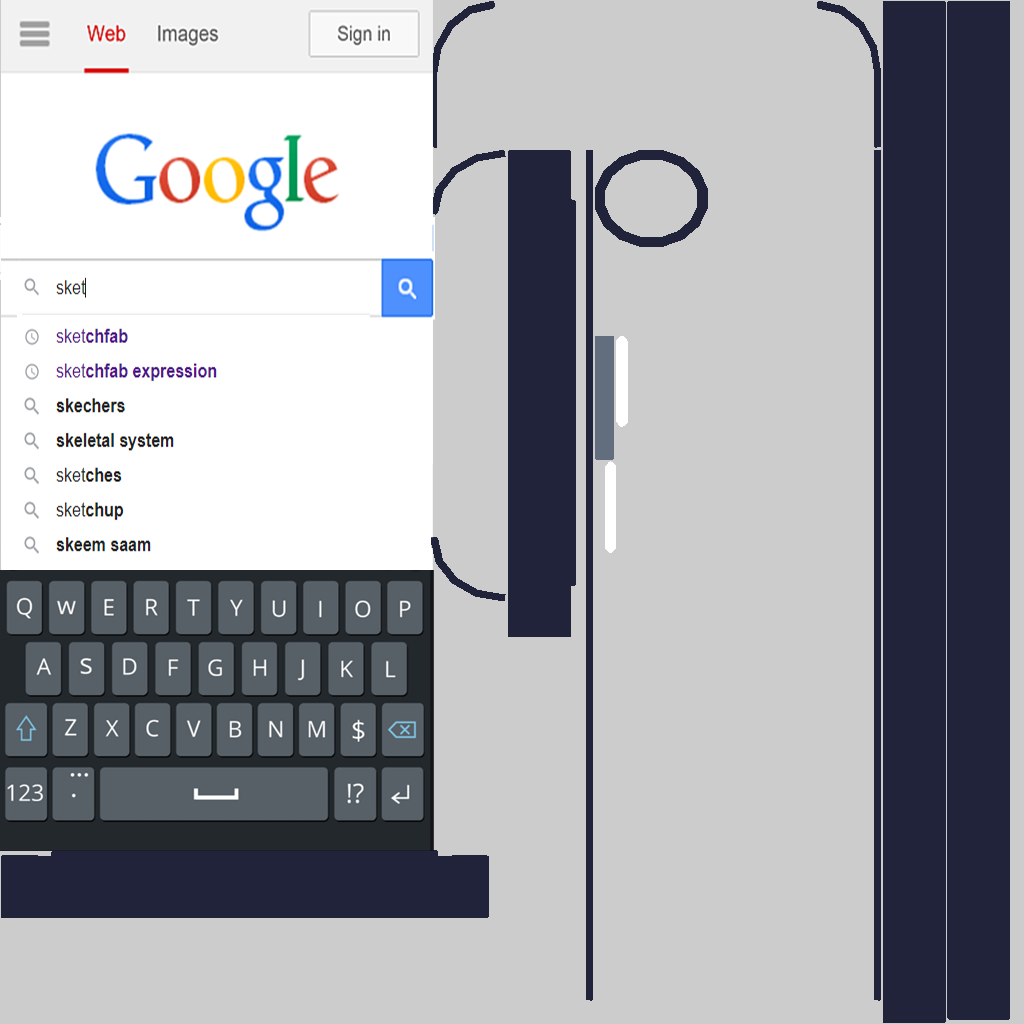 Web Images Sign in
Google
sket
sketchfab
sketchfab expression
skechers
skeletal system
sketches
sketchup
skeem saam
Q W E R T Y U I O P
A S D F G H J K L
Z X C V B N M $
123 . !?